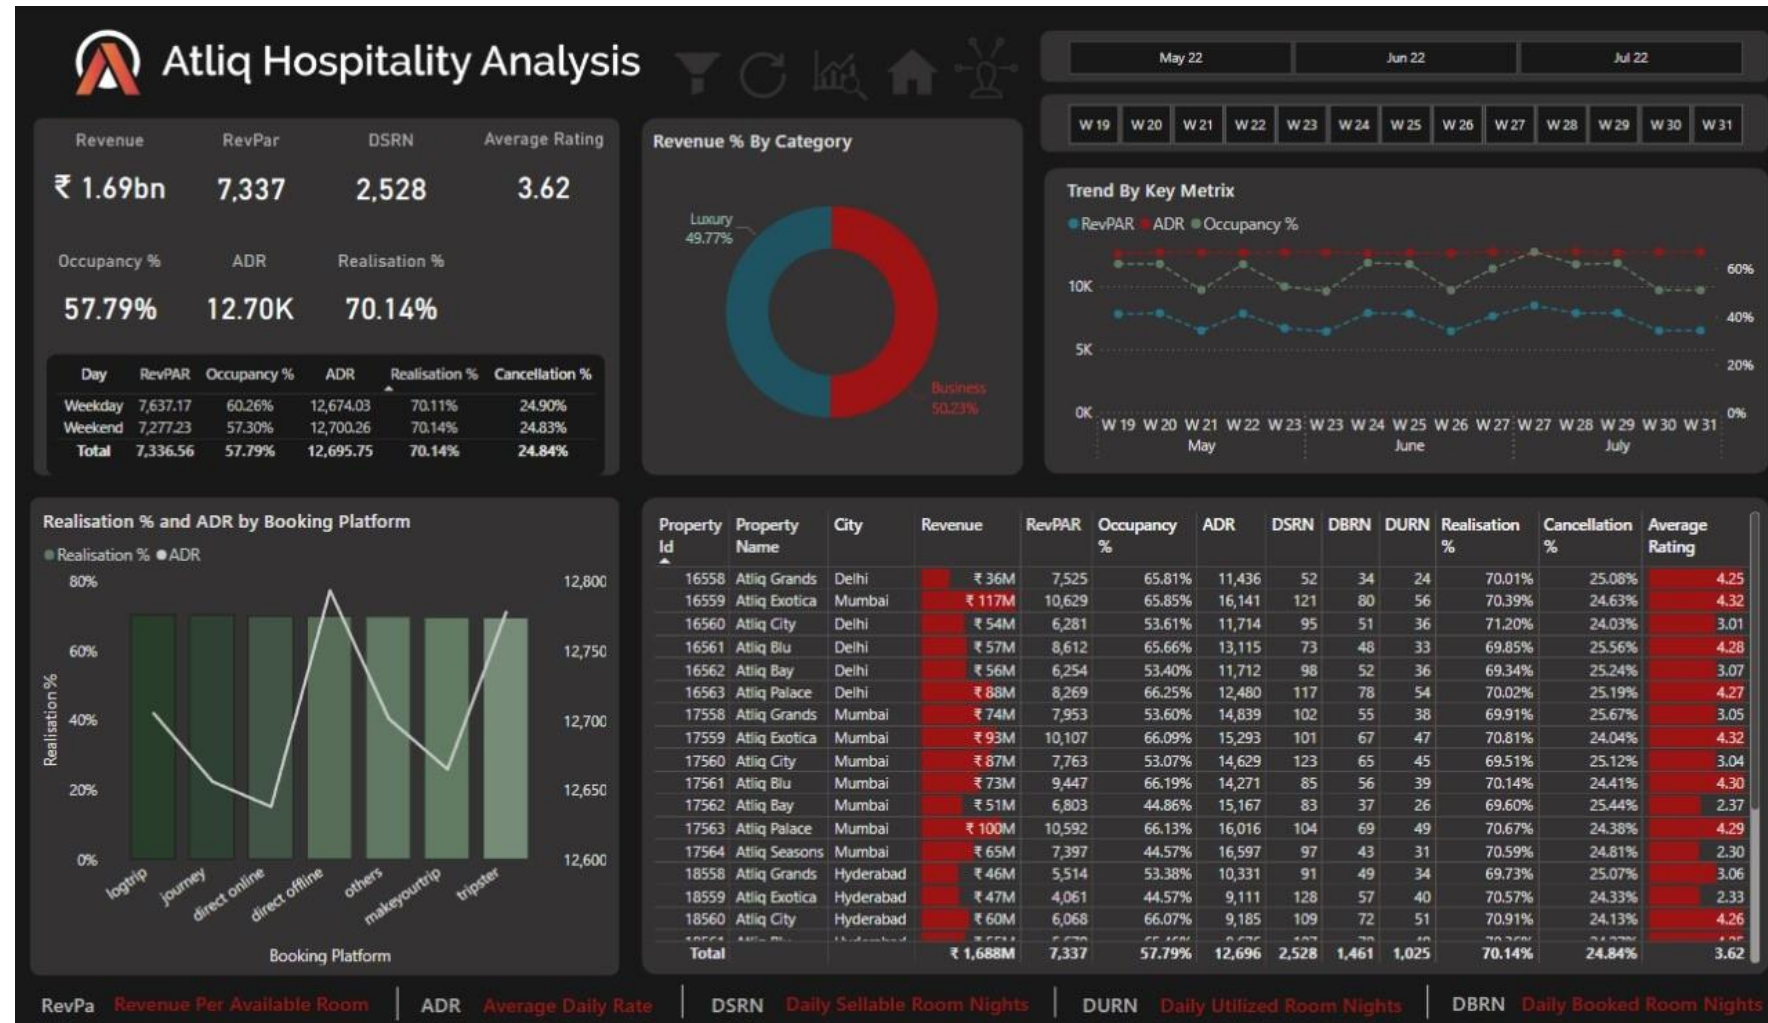 Atliq Hospitality Analysis
May 22 Jun 22 Jul 22
W 19 W 20 W 21 W 22 W 23 W 24 W 25 W 26 W 27 W 28 W 29 W 30 W 31
Revenue RevPar DSRN Average Rating
₹ 1.69bn 7,337 2,528 3.62
Occupancy % ADR Realisation %
57.79% 12.70K 70.14%
Day RevPAR Occupancy % ADR Realisation % Cancellation %
Weekday 7,637.17 60.26% 12,674.03 70.11% 24.90%
Weekend 7,277.23 57.30% 12,700.26 70.14% 24.83%
Total 7,336.56 57.79% 12,695.75 70.14% 24.84%
Revenue % By Category
Luxury
49.77%
Business
50.23%
Trend By Key Metrix
RevPAR ADR Occupancy %
10K
5K
0K
60%
40%
20%
0%
W 19 W 20 W 21 W 22 W 23 W 23 W 24 W 25 W 26 W 27 W 27 W 28 W 29 W 30 W 31
May June July
Realisation % and ADR by Booking Platform
Realisation % ADR
80% 12,800
60% 12,750
40% 12,700
20% 12,650
0% 12,600
Realisation %
logtrip journey direct online direct offline others makeyourtrip tripster
Booking Platform
Property Id Property Name City Revenue RevPAR Occupancy % ADR DSRN DBRN DURN Realisation % Cancellation % Average Rating
16558 Atliq Grands Delhi ₹ 36M 7,525 65.81% 11,436 52 34 24 70.01% 25.08% 4.25
16559 Atliq Exotica Mumbai ₹ 117M 10,629 65.85% 16,141 121 80 56 70.39% 24.63% 4.32
16560 Atliq City Delhi ₹ 54M 6,281 53.61% 11,714 95 51 36 71.20% 24.03% 3.01
16561 Atliq Blu Delhi ₹ 57M 8,612 65.66% 13,115 73 48 33 69.85% 25.56% 4.28
16562 Atliq Bay Delhi ₹ 56M 6,254 53.40% 11,712 98 52 36 69.34% 25.24% 3.07
16563 Atliq Palace Delhi ₹ 88M 8,269 66.25% 12,480 117 78 54 70.02% 25.19% 4.27
17558 Atliq Grands Mumbai ₹ 74M 7,953 53.60% 14,839 102 55 38 69.91% 25.67% 3.05
17559 Atliq Exotica Mumbai ₹ 93M 10,107 66.09% 15,293 101 67 47 70.81% 24.04% 4.32
17560 Atliq City Mumbai ₹ 87M 7,763 53.07% 14,629 123 65 45 69.51% 25.12% 3.04
17561 Atliq Blu Mumbai ₹ 73M 9,447 66.19% 14,271 85 56 39 70.14% 24.41% 4.30
17562 Atliq Bay Mumbai ₹ 51M 6,803 44.86% 15,167 83 37 26 69.60% 25.44% 2.37
17563 Atliq Palace Mumbai ₹ 100M 10,592 66.13% 16,016 104 69 49 70.67% 24.38% 4.29
17564 Atliq Seasons Mumbai ₹ 65M 7,397 44.57% 16,597 97 43 31 70.59% 24.81% 2.30
18558 Atliq Grands Hyderabad ₹ 46M 5,514 53.38% 10,331 91 49 34 69.73% 25.07% 3.06
18559 Atliq Exotica Hyderabad ₹ 47M 4,061 44.57% 9,111 128 57 40 70.57% 24.33% 2.33
18560 Atliq City Hyderabad ₹ 60M 6,068 66.07% 9,185 109 72 51 70.91% 24.13% 4.26
Total ₹ 1,688M 7,337 57.79% 12,696 2,528 1,461 1,025 70.14% 24.84% 3.62
RevPa Revenue Per Available Room ADR Average Daily Rate DSRN Daily Sellable Room Nights DURN Daily Utilized Room Nights DBRN Daily Booked Room Nights